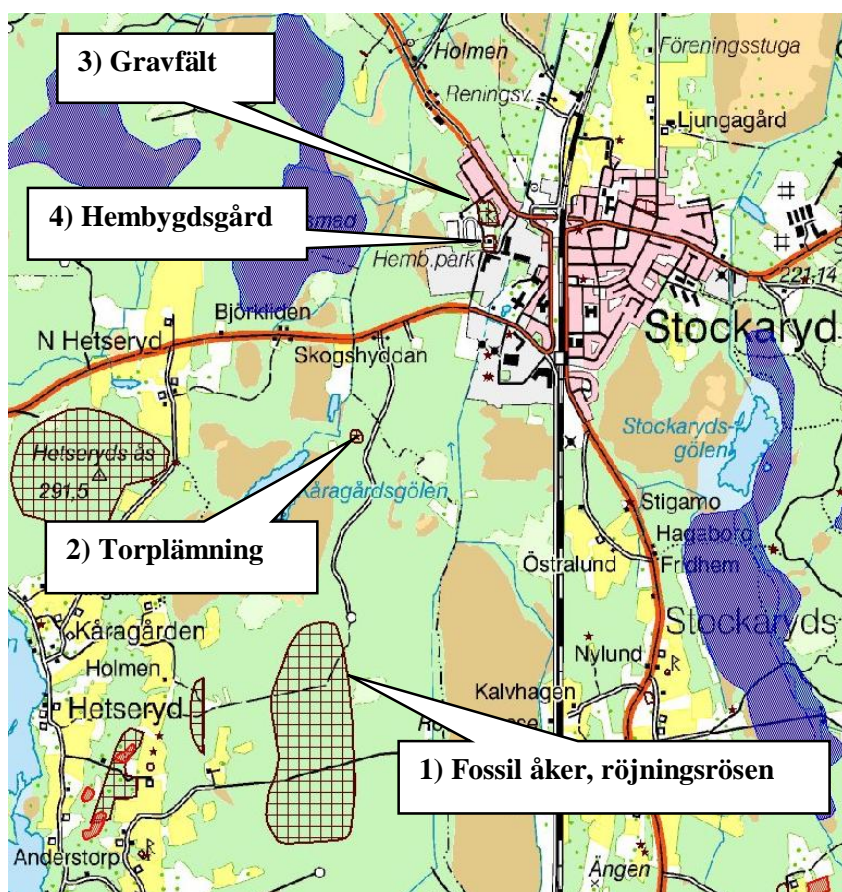 3) Gravfält
Holmen
Reningsv.
Föreningsstuga
Ljungagård
4) Hembygdsgård
Hemb.park
221,14
Björkliden
N Hetseryd
Skogshyddan
Stockaryd
Stockaryds-
gölen
Hetseryds ås
291,5
Kåragårdsgölen
2) Torplämning
Stigamo
Hagaborg
Östralund
Fridhem
Stockaryds
Kåragården
Holmen
Nylund
Hetseryd
Kalvhagen
1) Fossil åker, röjningsrösen
Anderstorp
Ängen